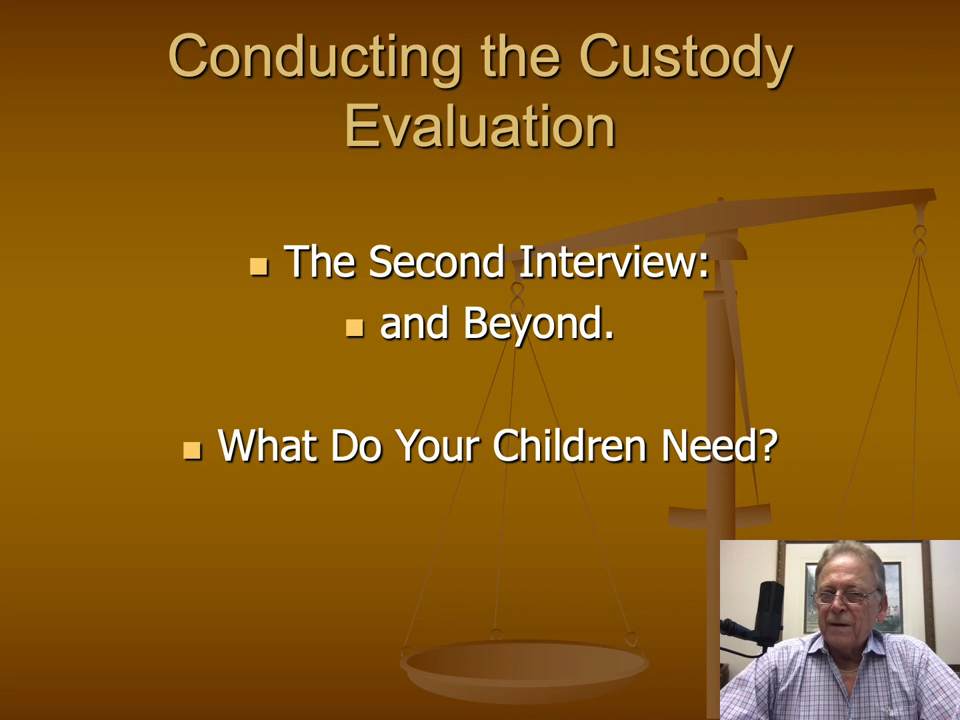 Conducting the Custody
Evaluation
The Second Interview:
and Beyond.
What Do Your Children Need?